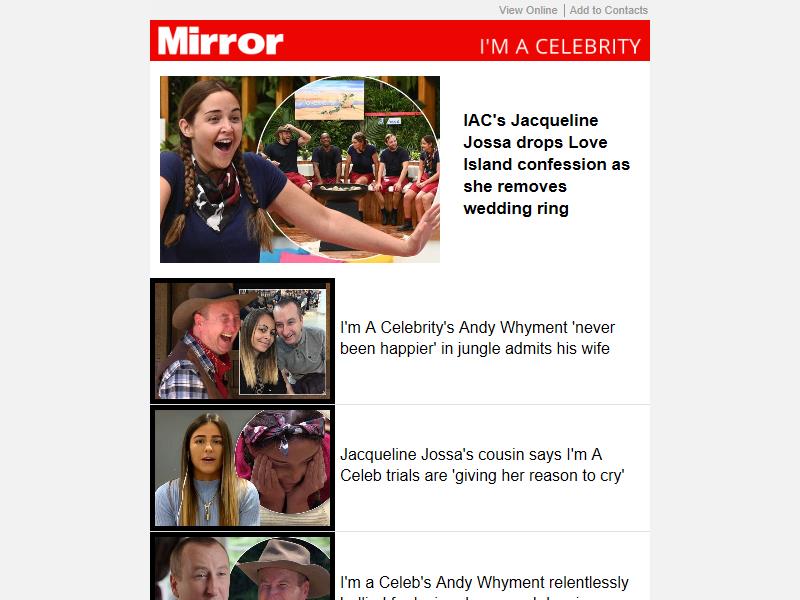 View Online | Add to Contacts
Mirror
I'M A CELEBRITY
IAC's Jacqueline
Jossa drops Love
Island confession as
she removes
wedding ring
I'm A Celebrity's Andy Whyment 'never
been happier' in jungle admits his wife
Jacqueline Jossa's cousin says I'm A
Celeb trials are 'giving her reason to cry'
I'm a Celeb's Andy Whyment relentlessly